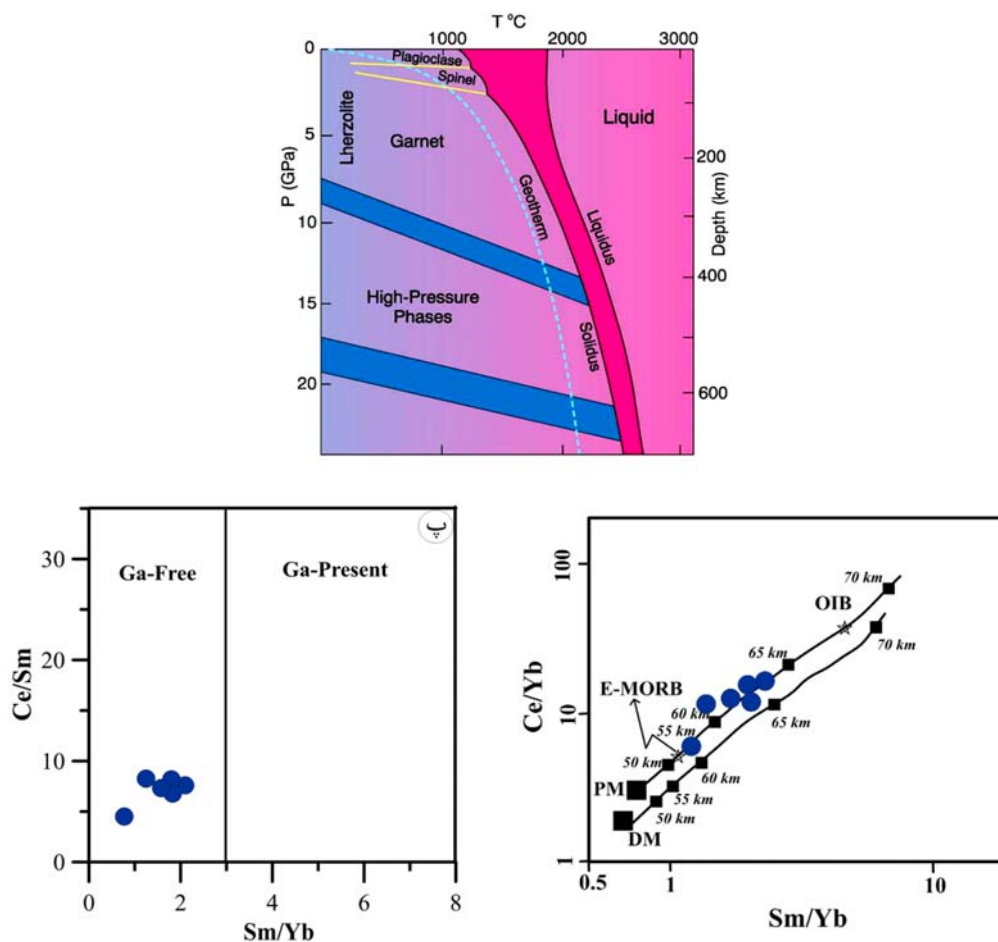 T °C
1000 2000 3100
0
5
10
15
20
P (GPa)
Plagioclase
Spinel
Lherzolite
Garnet
Liquid
Geotherm
Liquidus
Solidus
High-Pressure
Phases
200
400
600
Depth (km)
30
20
10
0
Ce/Sm
Ga-Free
Ga-Present
0 2 4 6 8
Sm/Yb
100
10
1
Ce/Yb
70 km
OIB
70 km
65 km
E-MORB
65 km
60 km
55 km
60 km
50 km
PM
55 km
50 km
DM
0.5 1 10
Sm/Yb